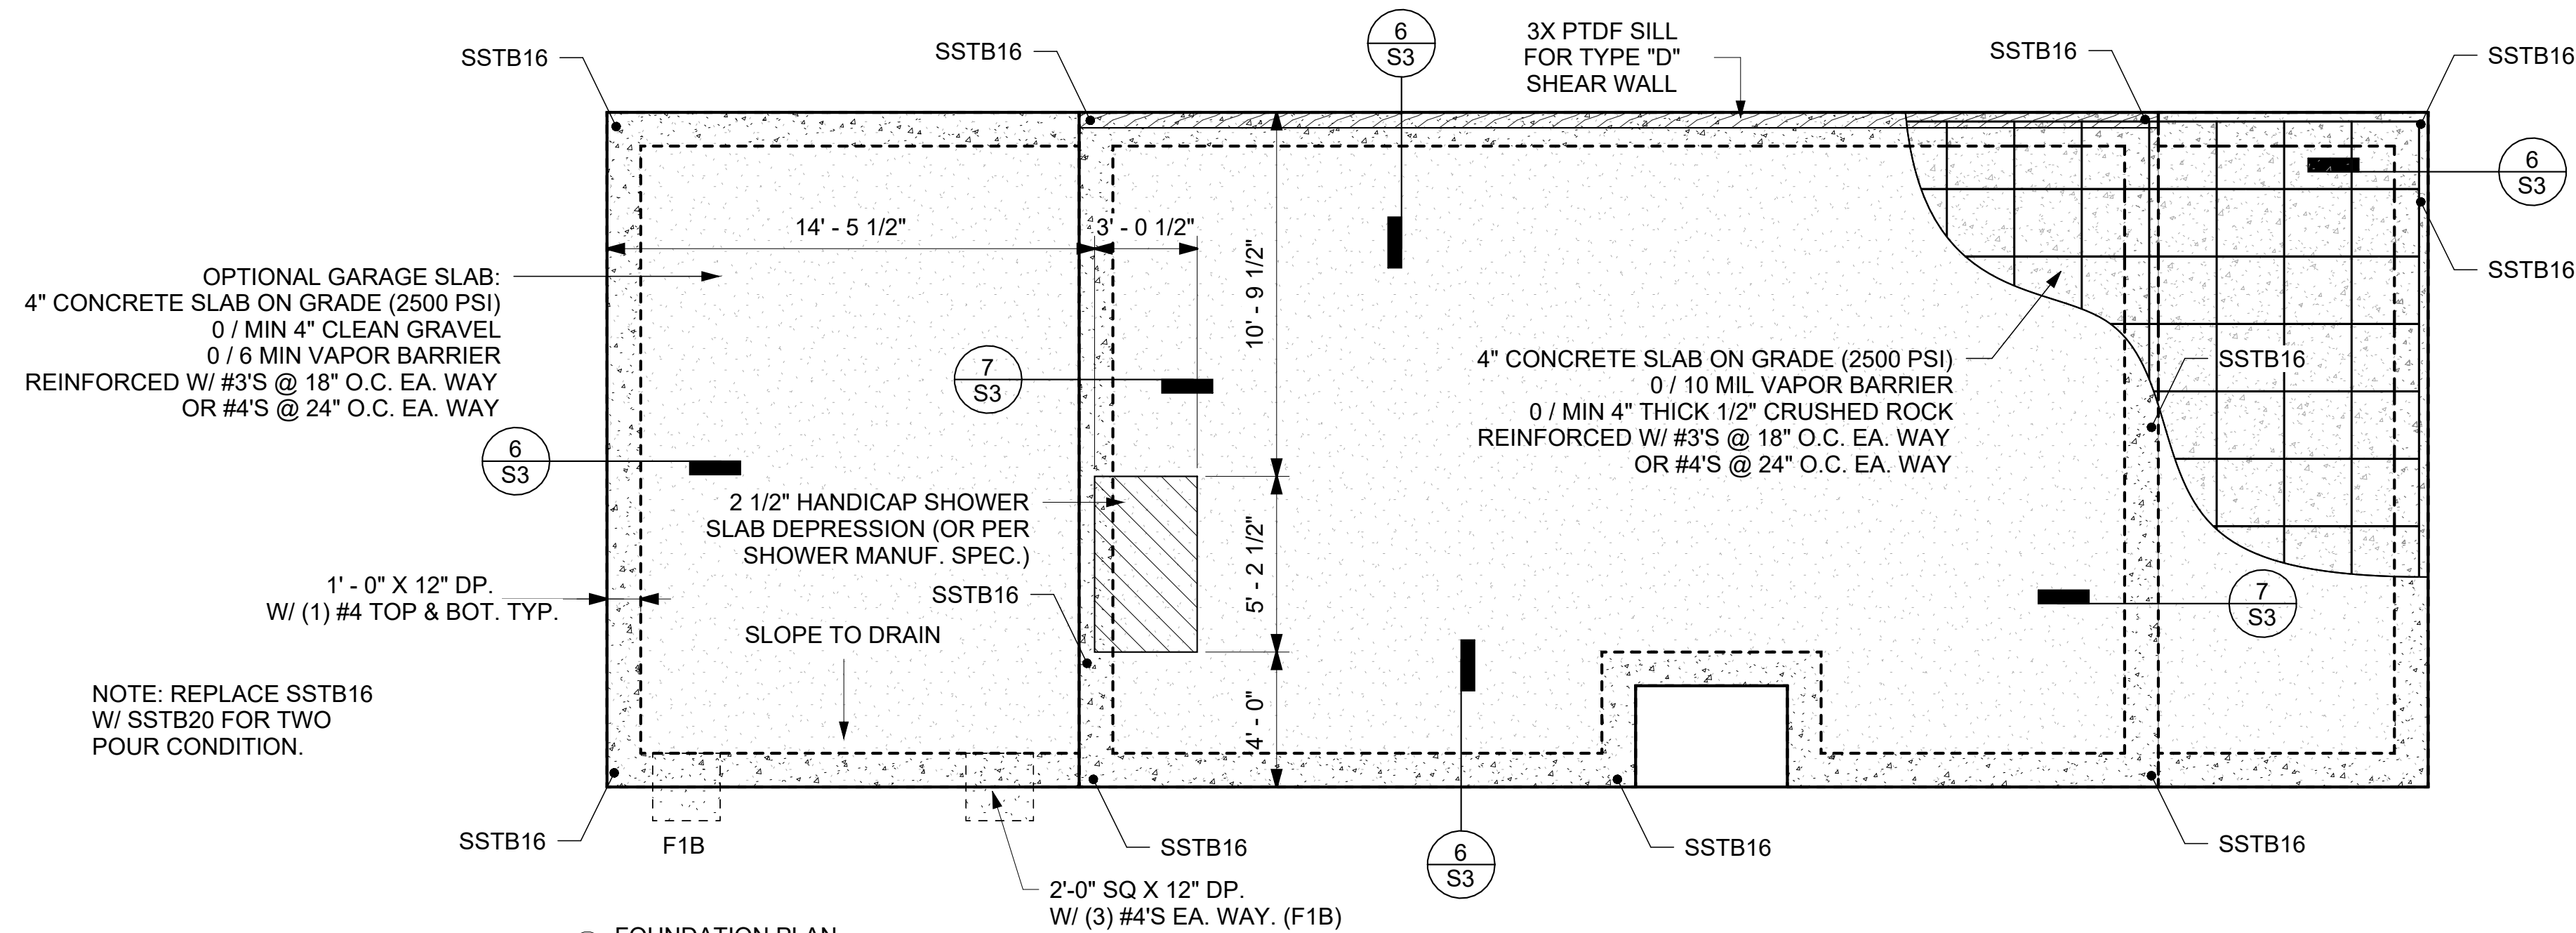 SSTB16
SSTB16
6
S3
3X PTDF SILL
FOR TYPE "D"
SHEAR WALL
SSTB16
SSTB16
6
S3
SSTB16
14' - 5 1/2"
3' - 0 1/2"
10' - 9 1/2"
OPTIONAL GARAGE SLAB:
4" CONCRETE SLAB ON GRADE (2500 PSI)
0 / MIN 4" CLEAN GRAVEL
0 / 6 MIN VAPOR BARRIER
REINFORCED W/ #3'S @ 18" O.C. EA. WAY
OR #4'S @ 24" O.C. EA. WAY
7
S3
4" CONCRETE SLAB ON GRADE (2500 PSI)
0 / 10 MIL VAPOR BARRIER
0 / MIN 4" THICK 1/2" CRUSHED ROCK
REINFORCED W/ #3'S @ 18" O.C. EA. WAY
OR #4'S @ 24" O.C. EA. WAY
SSTB16
6
S3
2 1/2" HANDICAP SHOWER
SLAB DEPRESSION (OR PER
SHOWER MANUF. SPEC.)
5' - 2 1/2"
1' - 0" X 12" DP.
W/ (1) #4 TOP & BOT. TYP.
SSTB16
7
S3
SLOPE TO DRAIN
4' - 0"
NOTE: REPLACE SSTB16
W/ SSTB20 FOR TWO
POUR CONDITION.
SSTB16
F1B
SSTB16
6
S3
SSTB16
SSTB16
2'-0" SQ X 12" DP.
W/ (3) #4'S EA. WAY. (F1B)
FOUNDATION PLAN